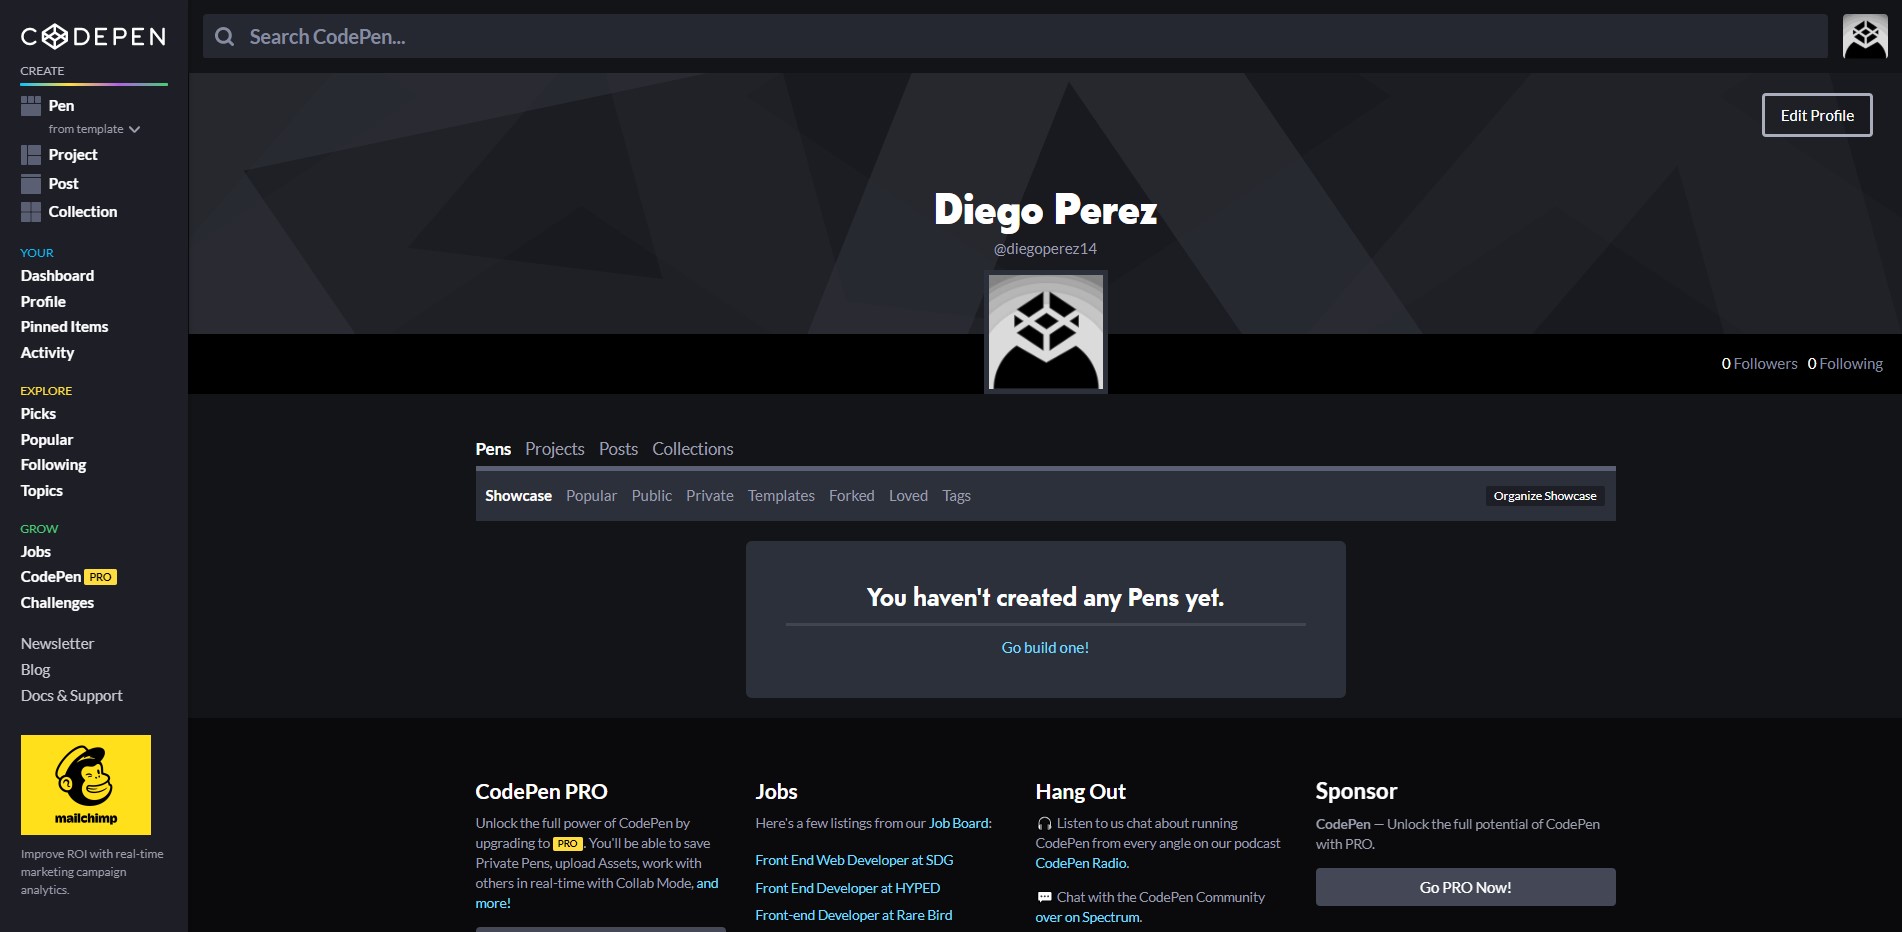 CODEPEN
Search CodePen...
CREATE
Pen
from template
Project
Post
Collection
YOUR
Dashboard
Profile
Pinned Items
Activity
EXPLORE
Picks
Popular
Following
Topics
GROW
Jobs
CodePen PRO
Challenges
Newsletter
Blog
Docs & Support
mailchimp
Improve ROI with real-time
marketing campaign
analytics.
Edit Profile
Diego Perez
@diegoperez14
0 Followers 0 Following
Pens Projects Posts Collections
Showcase Popular Public Private Templates Forked Loved Tags
Organize Showcase
You haven't created any Pens yet.
Go build one!
CodePen PRO
Unlock the full power of CodePen by
upgrading to PRO. You'll be able to save
Private Pens, upload Assets, work with
others in real-time with Collab Mode, and
more!
Jobs
Here's a few listings from our Job Board:
Front End Web Developer at SDG
Front End Developer at HYPED
Front-end Developer at Rare Bird
Hang Out
Listen to us chat about running
CodePen from every angle on our podcast
CodePen Radio.
Chat with the CodePen Community
over on Spectrum.
Sponsor
CodePen — Unlock the full potential of CodePen
with PRO.
Go PRO Now!